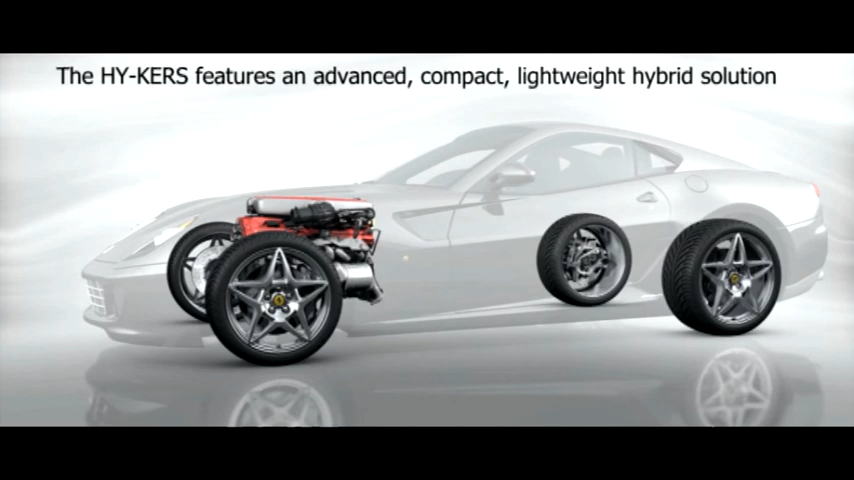 The HY-KERS features an advanced, compact, lightweight hybrid solution